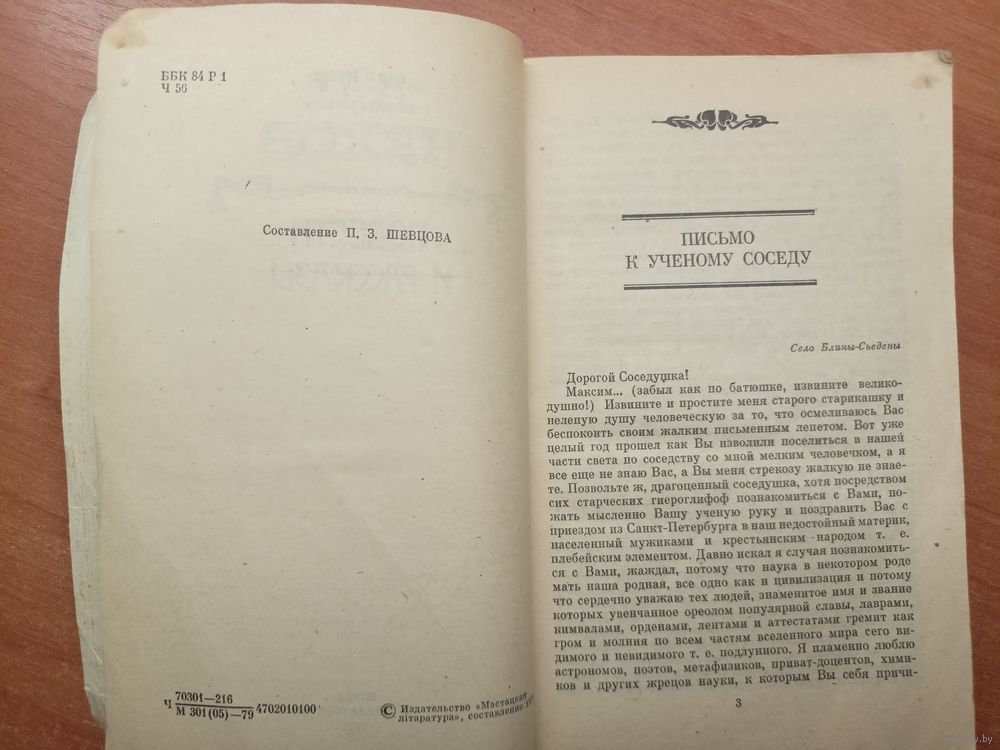 ББК 84 Р 1
Ч 56
Составление П. З. ШЕВЦОВА
Ч 70301—216
М 301(05)—79 4702010100
© Издательство «Мастацкая
літаратура», составление,
ПИСЬМО
К УЧЕНОМУ СОСЕДУ
Село Блины-Съедены
Дорогой Соседушка!
Максим... (забыл как по батюшке, извините велико-
душно!) Извините и простите меня старого старикашку и
нелепую душу человеческую за то, что осмеливаюсь Вас
беспокоить своим жалким письменным лепетом. Вот уже
целый год прошел как Вы изволили поселиться в нашей
части света по соседству со мной мелким человечком, а я
все еще не знаю Вас, а Вы меня стрекозу жалкую не знае-
те. Позвольте ж, драгоценный соседушка, хотя посредством
сих старческих гиероглифоф познакомиться с Вами, по-
жать мысленно Вашу ученую руку и поздравить Вас с
приездом из Санкт-Петербурга в наш недостойный материк,
населенный мужиками и крестьянским народом т. е.
плебейским элементом. Давно искал я случая познакомить-
ся с Вами, жаждал, потому что наука в некотором роде
мать наша родная, все одно как и цивилизация и потому
что сердечно уважаю тех людей, знаменитое имя и звание
которых увенчанное ореолом популярной славы, лаврами,
кимвалами, орденами, лентами и аттестатами гремит как
гром и молния по всем частям вселенного мира сего ви-
димого и невидимого т. е. подлунного. Я пламенно люблю
астрономов, поэтов, метафизиков, приват-доцентов, хими-
ков и других жрецов науки, к которым Вы себя причи-
3